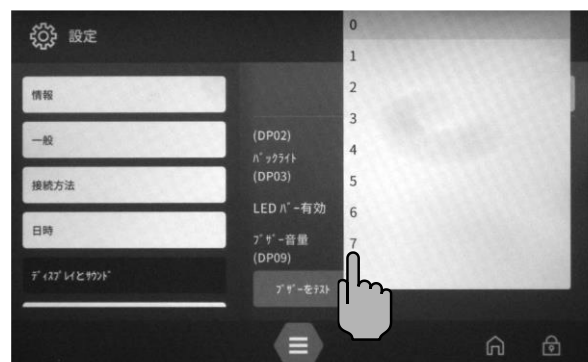 設定
情報
一般
接続方法
日時
ディスプレイとサウンド
(DP02)
バックライト
(DP03)
LED バー有効
ブザー音量
(DP09)
ブザーをテスト
0
1
2
3
4
5
6
7